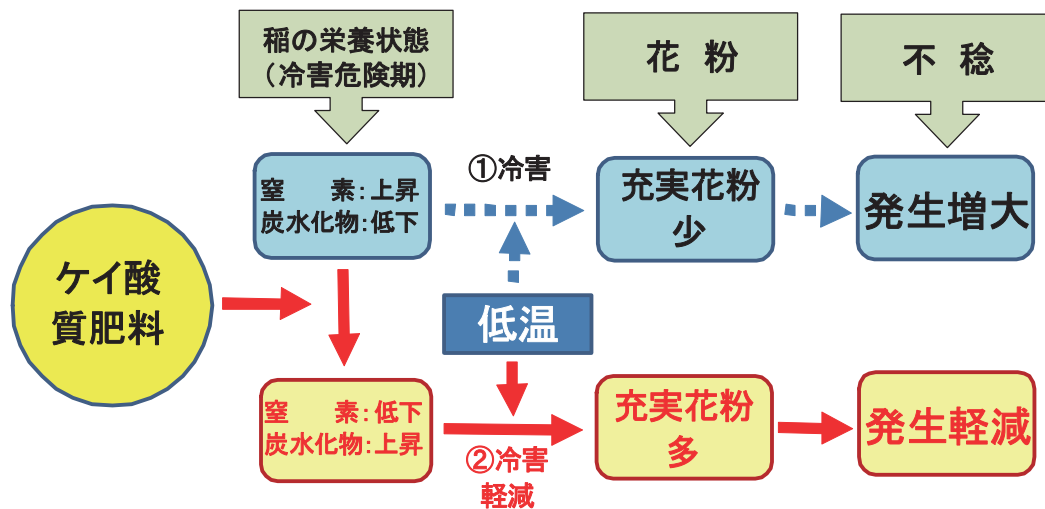 稲の栄養状態
（冷害危険期）
花　粉
不　稔
窒　　素：上昇
炭水化物：低下
①冷害
充実花粉
少
発生増大
ケイ酸
質肥料
低温
窒　　素：低下
炭水化物：上昇
②冷害
軽減
充実花粉
多
発生軽減